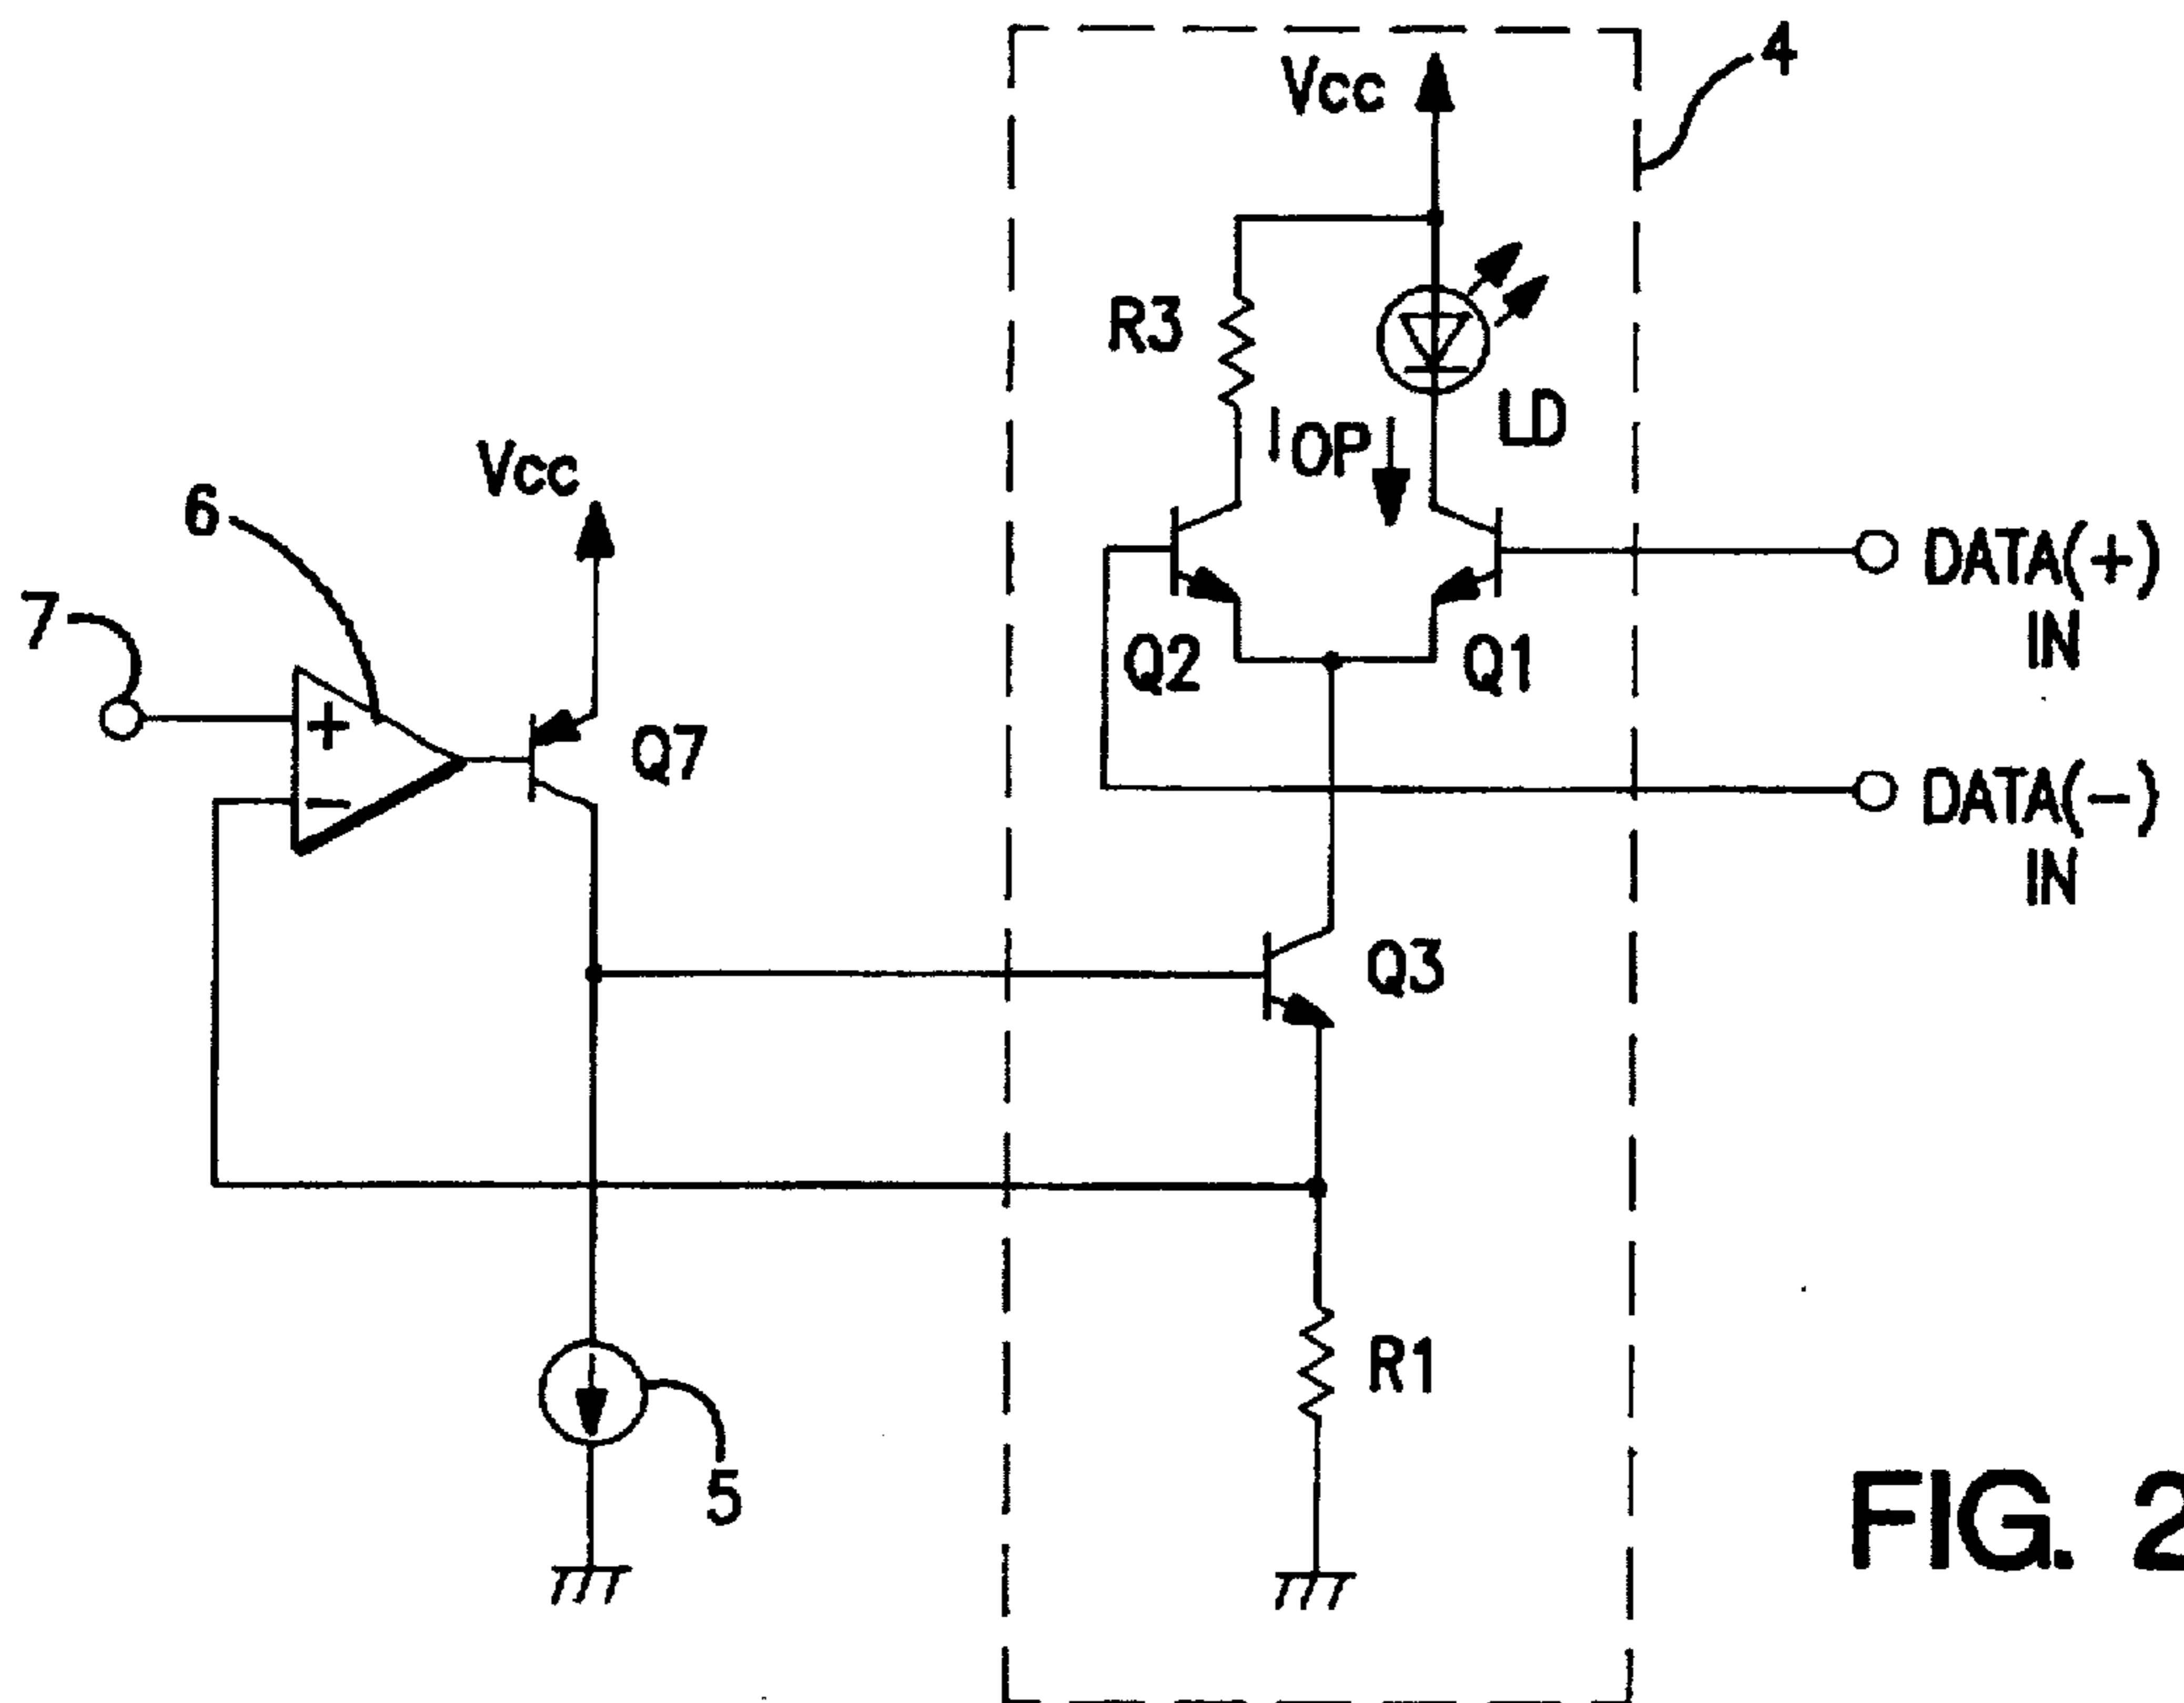 4
Vcc
R3
LD
IOP
Vcc
6
7
DATA(+)
IN
Q2
Q1
+
Q7
−
DATA(−)
IN
Q3
R1
5
FIG. 2